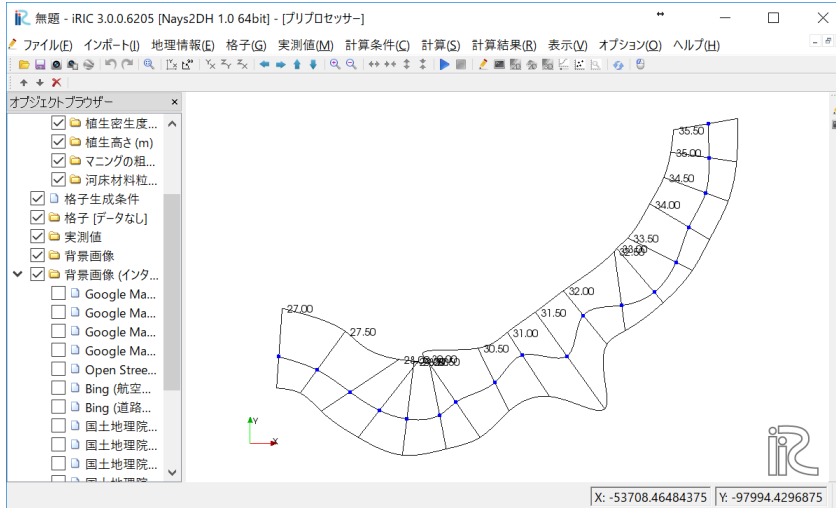 無題 - iRIC 3.0.0.6205 [Nays2DH 1.0 64bit] - [プリプロセッサー]
ファイル(F) インポート(I) 地理情報(E) 格子(G) 実測値(M) 計算条件(C) 計算(S) 計算結果(R) 表示(V) オプション(O) ヘルプ(H)
オブジェクトブラウザー
植生密生度...
植生高さ (m)
マニングの粗...
河床材料粒...
格子生成条件
格子 [データなし]
実測値
背景画像
背景画像 (インタ...
Google Ma...
Google Ma...
Google Ma...
Google Ma...
Open Stree...
Bing (航空...
Bing (道路...
国土地理院...
国土地理院...
国土地理院...
35.50
35.00
34.50
34.00
33.50
32.00
31.50
31.00
30.50
27.50
27.00
Y
X
iRIC
X: -53708.46484375
Y: -97994.4296875